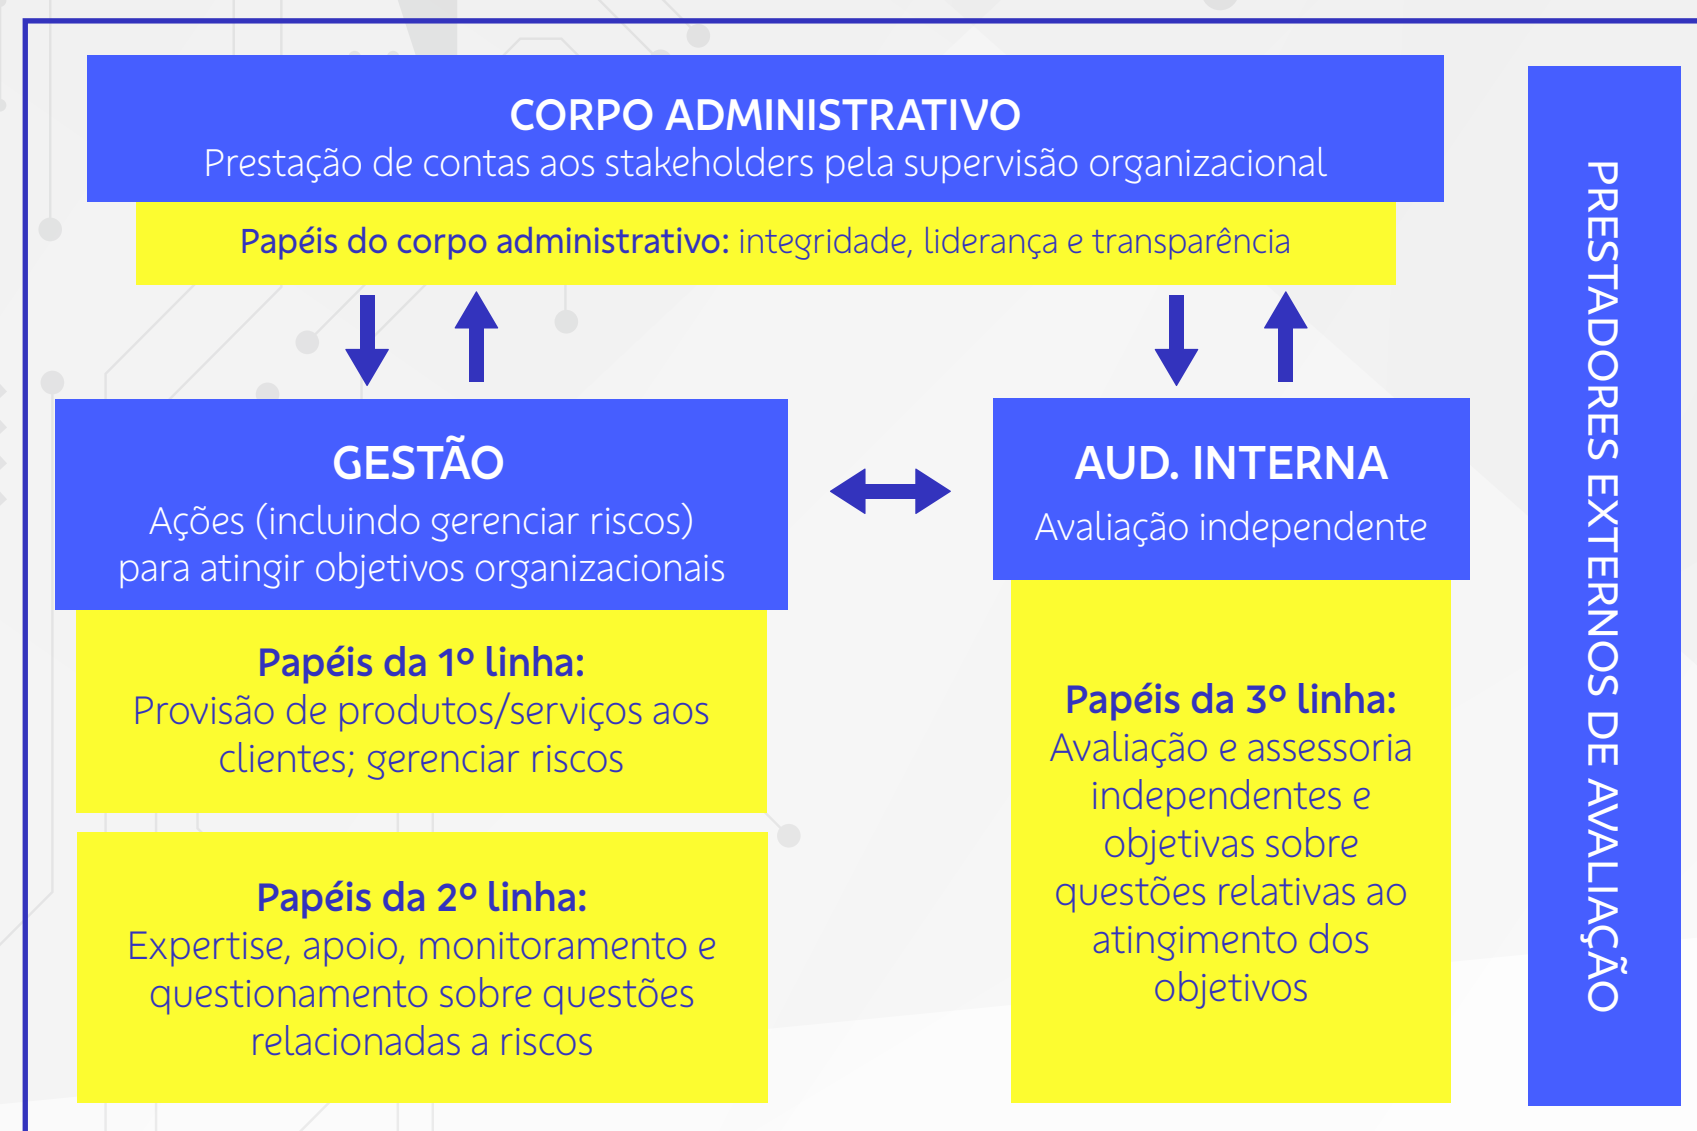 CORPO ADMINISTRATIVO
Prestação de contas aos stakeholders pela supervisão organizacional
Papéis do corpo administrativo: integridade, liderança e transparência
GESTÃO
Ações (incluindo gerenciar riscos)
para atingir objetivos organizacionais
Papéis da 1º linha:
Provisão de produtos/serviços aos
clientes; gerenciar riscos
Papéis da 2º linha:
Expertise, apoio, monitoramento e
questionamento sobre questões
relacionadas a riscos
AUD. INTERNA
Avaliação independente
Papéis da 3º linha:
Avaliação e assessoria
independentes e
objetivas sobre
questões relativas ao
atingimento dos
objetivos
PRESTADORES EXTERNOS DE AVALIAÇÃO